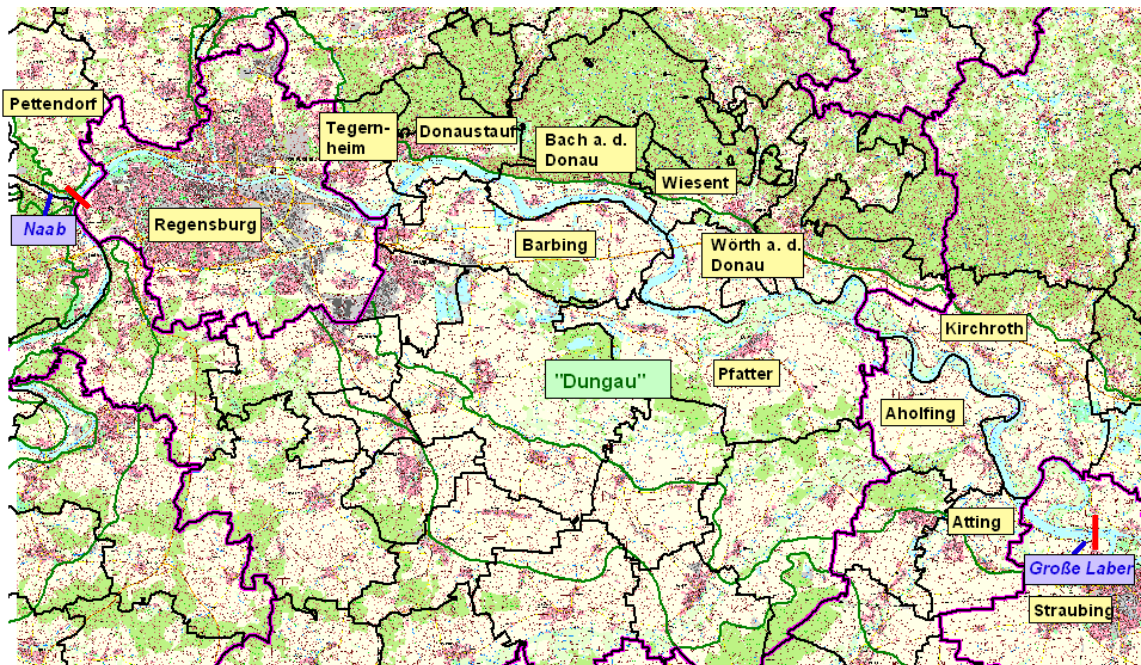 Pettendorf
Tegern-
heim
Donaustauf
Bach a. d.
Donau
Wiesent
Naab
Regensburg
Barbing
Wörth a. d.
Donau
Kirchroth
"Dungau"
Pfatter
Aholfing
Atting
Große Laber
Straubing